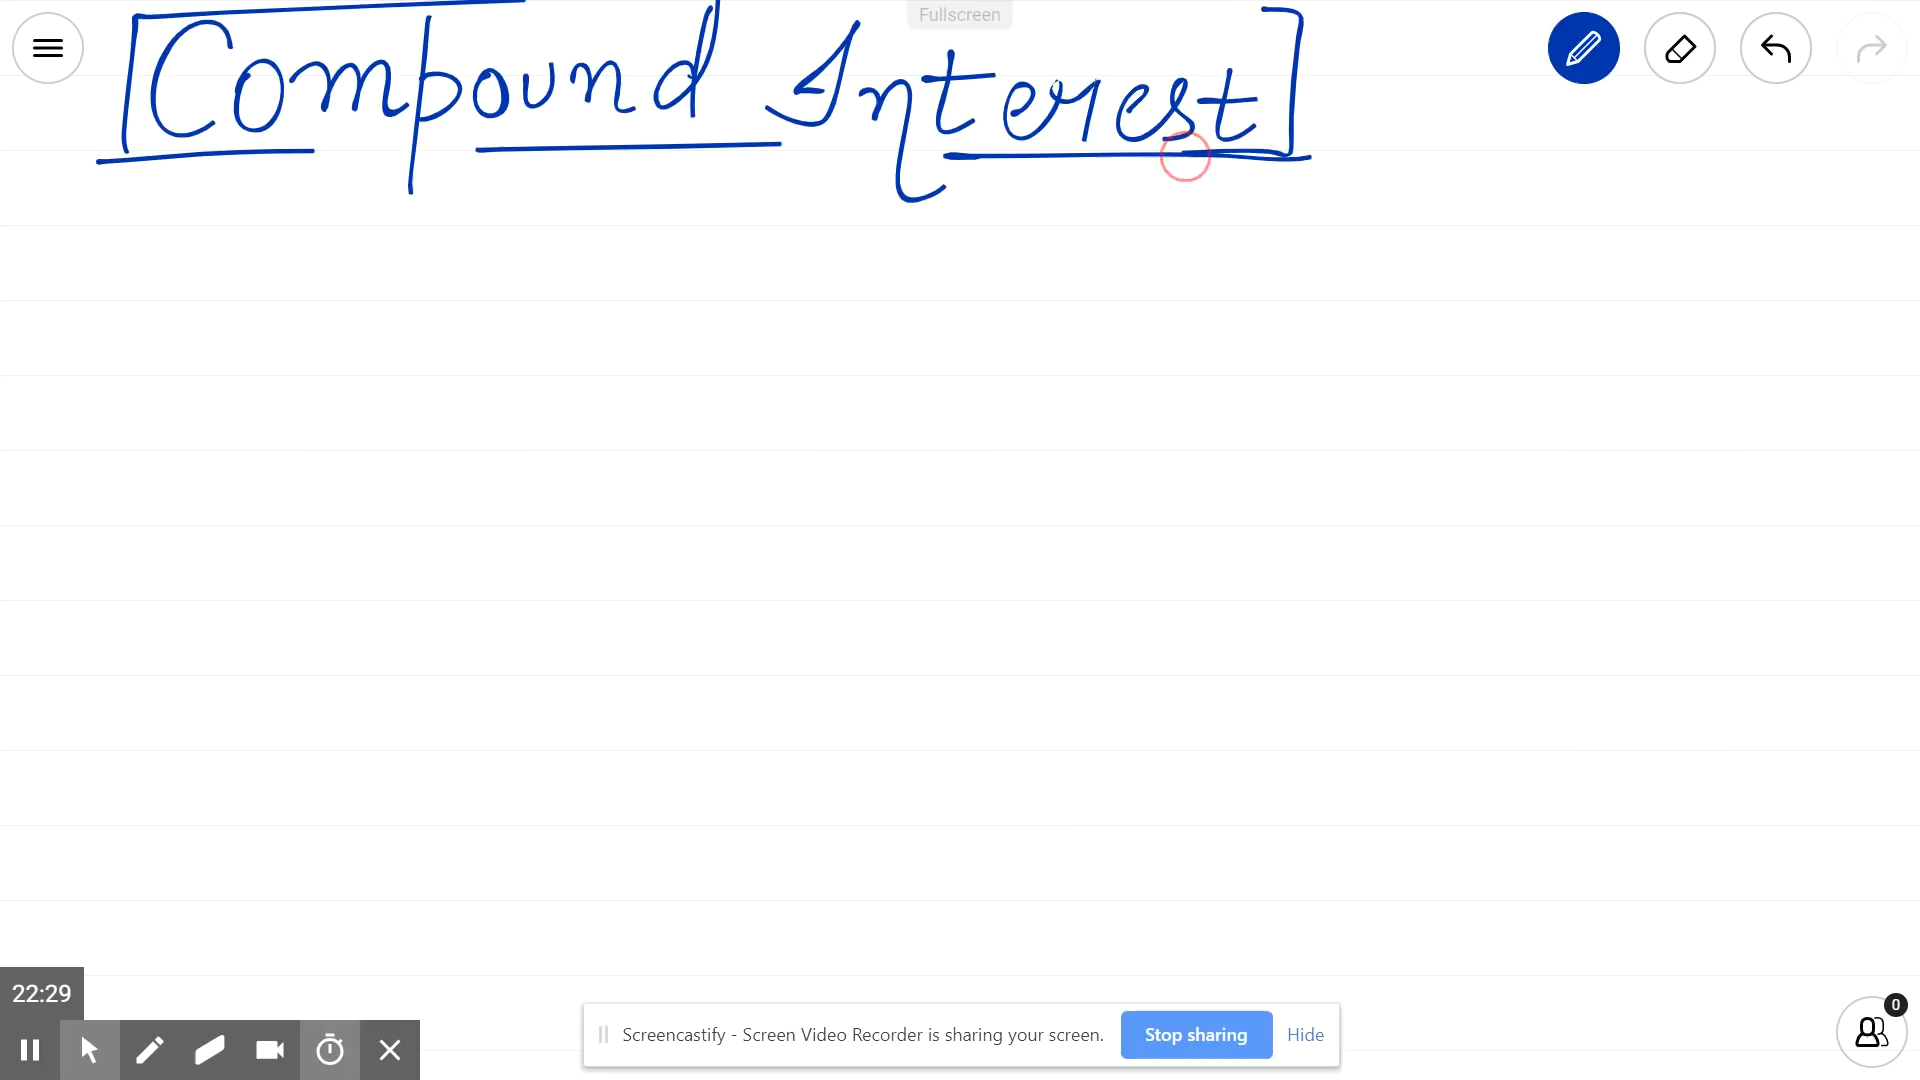 Fullscreen
[Compound Interest]
22:29
Screencastify - Screen Video Recorder is sharing your screen. Stop sharing Hide
0